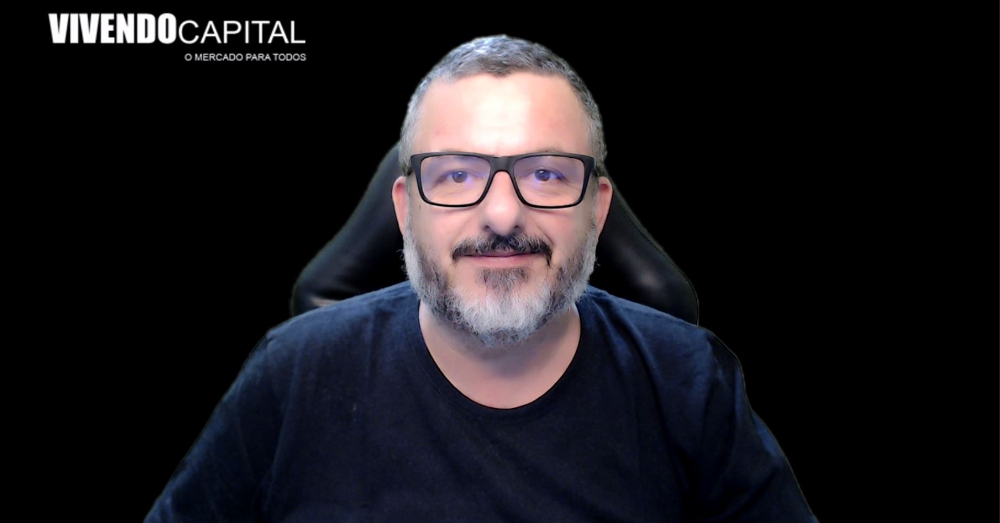 VIVENDOCAPITAL
O MERCADO PARA TODOS